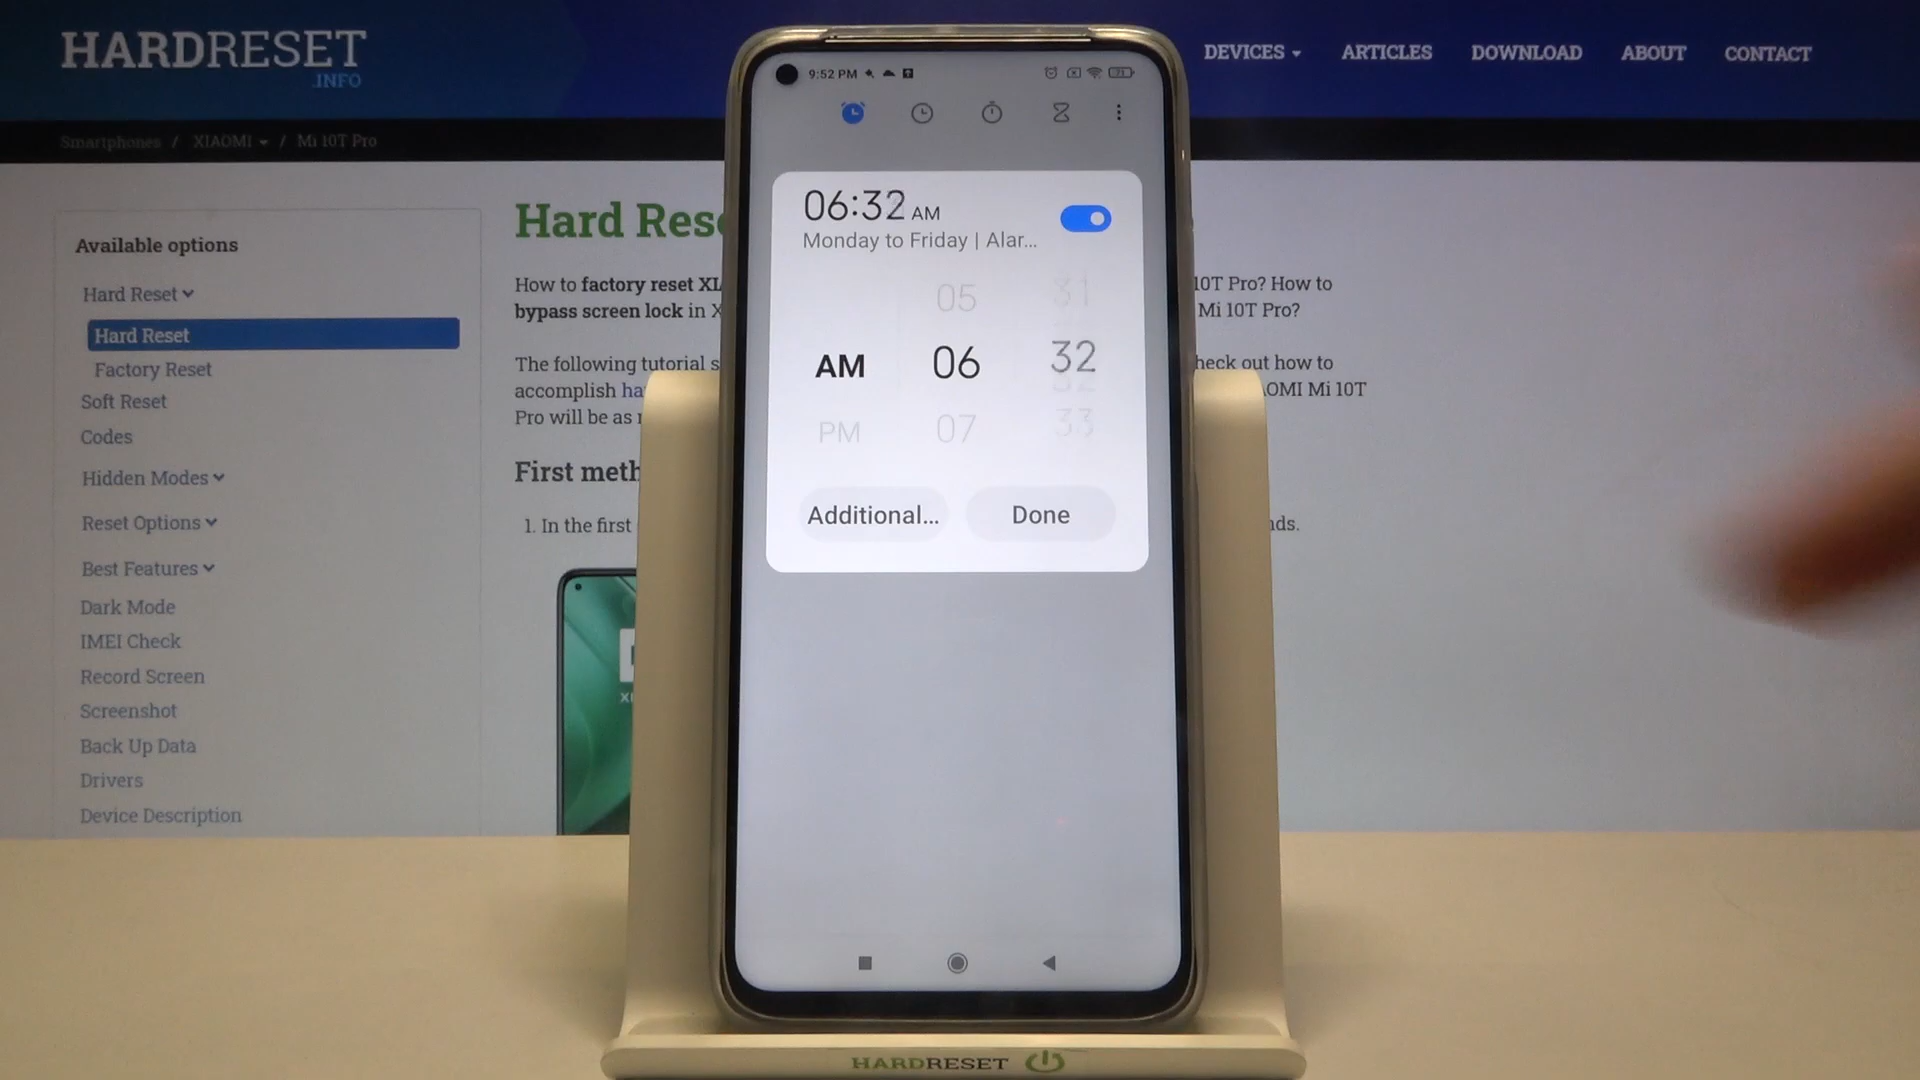 HARDRESET
.INFO
DEVICES ARTICLES DOWNLOAD ABOUT CONTACT
Smartphones / XIAOMI / Mi 10T Pro
Available options
Hard Reset
Hard Reset
Factory Reset
Soft Reset
Codes
Hidden Modes
Reset Options
Best Features
Dark Mode
IMEI Check
Record Screen
Screenshot
Back Up Data
Drivers
Device Description
Hard Res
How to factory reset XI
10T Pro? How to
bypass screen lock in X
Mi 10T Pro?
The following tutorial s
heck out how to
accomplish ha
OMI Mi 10T
Pro will be as
First meth
1. In the first
nds.
9:52 PM
71
06:32 AM
Monday to Friday | Alar...
05 31
AM 06 32
PM 07 33
Additional... Done
HARDRESET